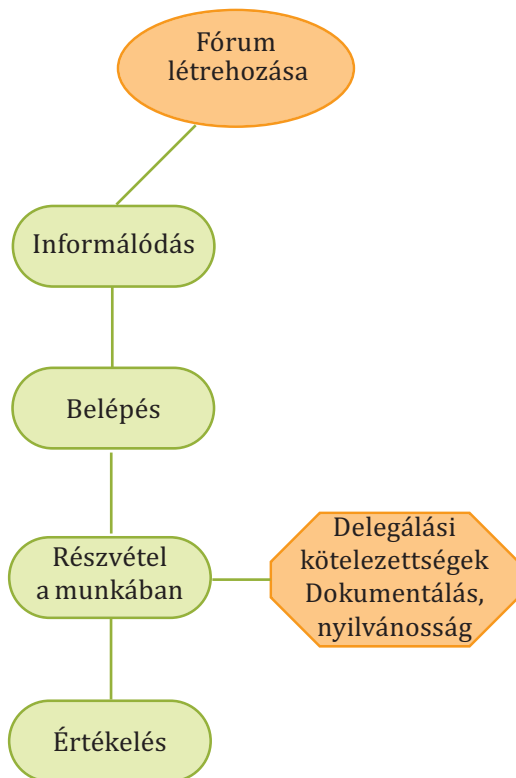 Fórum
létrehozása
Informálódás
Belépés
Részvétel
a munkában
Delegálási
kötelezettségek
Dokumentálás,
nyilvánosság
Értékelés